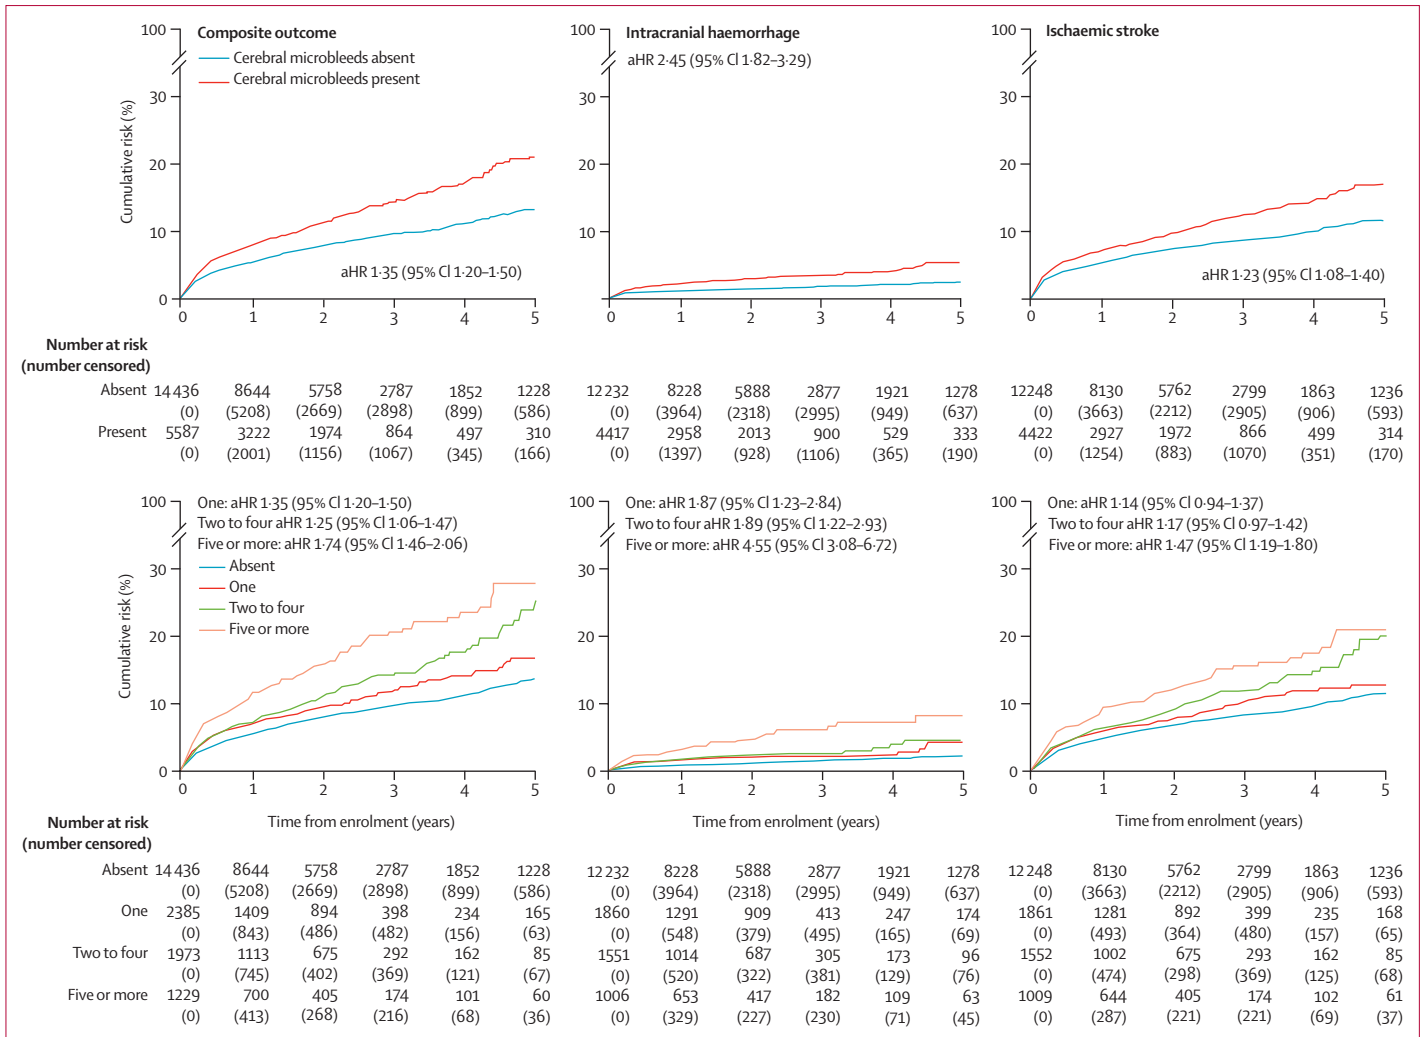 Composite outcome
Cerebral microbleeds absent
Cerebral microbleeds present
Cumulative risk (%)
100
30
20
10
0
aHR 1·35 (95% CI 1·20–1·50)
0 1 2 3 4 5
Intracranial haemorrhage
aHR 2·45 (95% CI 1·82–3·29)
100
30
20
10
0
0 1 2 3 4 5
Ischaemic stroke
100
30
20
10
0
aHR 1·23 (95% CI 1·08–1·40)
0 1 2 3 4 5
Number at risk
(number censored)
Absent 14 436 8644 5758 2787 1852 1228 12 232 8228 5888 2877 1921 1278 12 248 8130 5762 2799 1863 1236
(0) (5208) (2669) (2898) (899) (586) (0) (3964) (2318) (2995) (949) (637) (0) (3663) (2212) (2905) (906) (593)
Present 5587 3222 1974 864 497 310 4417 2958 2013 900 529 333 4422 2927 1972 866 499 314
(0) (2001) (1156) (1067) (345) (166) (0) (1397) (928) (1106) (365) (190) (0) (1254) (883) (1070) (351) (170)
One: aHR 1·35 (95% CI 1·20–1·50)
Two to four aHR 1·25 (95% CI 1·06–1·47)
Five or more: aHR 1·74 (95% CI 1·46–2·06)
Absent
One
Two to four
Five or more
Cumulative risk (%)
100
30
20
10
0
0 1 2 3 4 5
Time from enrolment (years)
One: aHR 1·87 (95% CI 1·23–2·84)
Two to four aHR 1·89 (95% CI 1·22–2·93)
Five or more: aHR 4·55 (95% CI 3·08–6·72)
100
30
20
10
0
0 1 2 3 4 5
Time from enrolment (years)
One: aHR 1·14 (95% CI 0·94–1·37)
Two to four aHR 1·17 (95% CI 0·97–1·42)
Five or more: aHR 1·47 (95% CI 1·19–1·80)
100
30
20
10
0
0 1 2 3 4 5
Time from enrolment (years)
Number at risk
(number censored)
Absent 14 436 8644 5758 2787 1852 1228 12 232 8228 5888 2877 1921 1278 12 248 8130 5762 2799 1863 1236
(0) (5208) (2669) (2898) (899) (586) (0) (3964) (2318) (2995) (949) (637) (0) (3663) (2212) (2905) (906) (593)
One 2385 1409 894 398 234 165 1860 1291 909 413 247 174 1861 1281 892 399 235 168
(0) (843) (486) (482) (156) (63) (0) (548) (379) (495) (165) (69) (0) (493) (364) (480) (157) (65)
Two to four 1973 1113 675 292 162 85 1551 1014 687 305 173 96 1552 1002 675 293 162 85
(0) (745) (402) (369) (121) (67) (0) (520) (322) (381) (129) (76) (0) (474) (298) (369) (125) (68)
Five or more 1229 700 405 174 101 60 1006 653 417 182 109 63 1009 644 405 174 102 61
(0) (413) (268) (216) (68) (36) (0) (329) (227) (230) (71) (45) (0) (287) (221) (221) (69) (37)